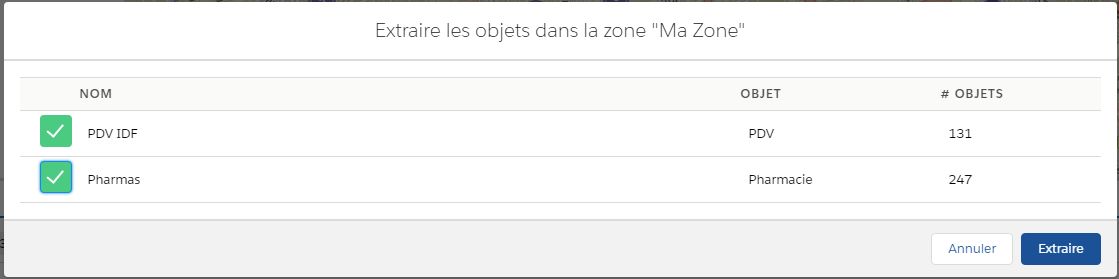 Extraire les objets dans la zone "Ma Zone"
NOM OBJET # OBJETS
PDV IDF PDV 131
Pharmas Pharmacie 247
Annuler Extraire